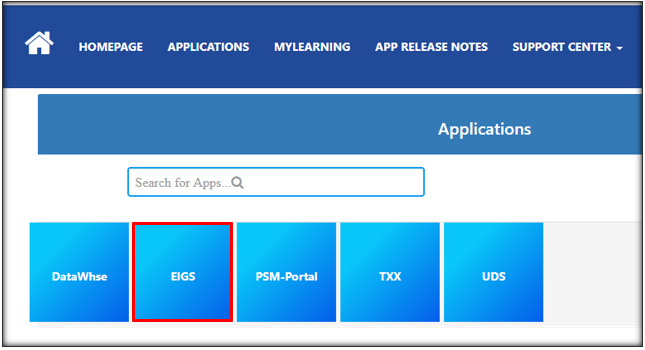 HOMEPAGE APPLICATIONS MYLEARNING APP RELEASE NOTES SUPPORT CENTER
Applications
Search for Apps...
DataWhse EIGS PSM-Portal TXX UDS